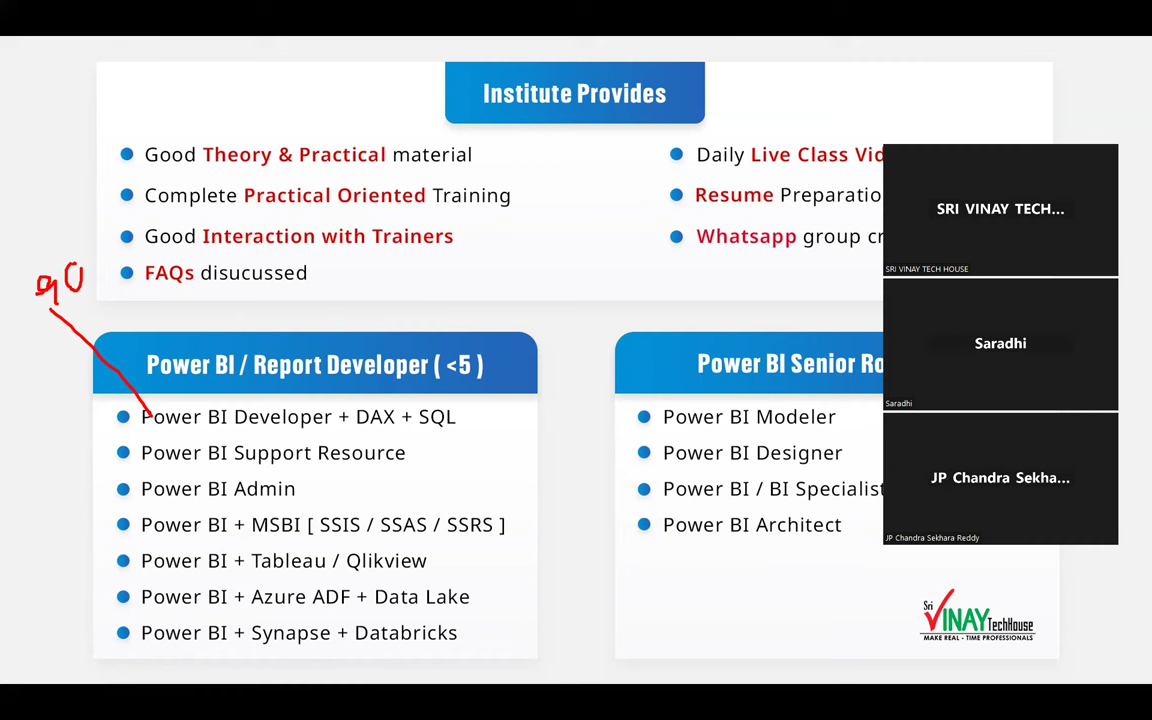 Institute Provides
Good Theory & Practical material
Complete Practical Oriented Training
Good Interaction with Trainers
FAQs disucussed
Daily Live Class Vid
Resume Preparatio
Whatsapp group cr
SRI VINAY TECH...
SRI VINAY TECH HOUSE
Saradhi
Saradhi
JP Chandra Sekha...
JP Chandra Sekhara Reddy
90
Power BI / Report Developer ( <5 )
Power BI Developer + DAX + SQL
Power BI Support Resource
Power BI Admin
Power BI + MSBI [ SSIS / SSAS / SSRS ]
Power BI + Tableau / Qlikview
Power BI + Azure ADF + Data Lake
Power BI + Synapse + Databricks
Power BI Senior Ro
Power BI Modeler
Power BI Designer
Power BI / BI Specialist
Power BI Architect
Sri VINAY TechHouse
MAKE REAL - TIME PROFESSIONALS